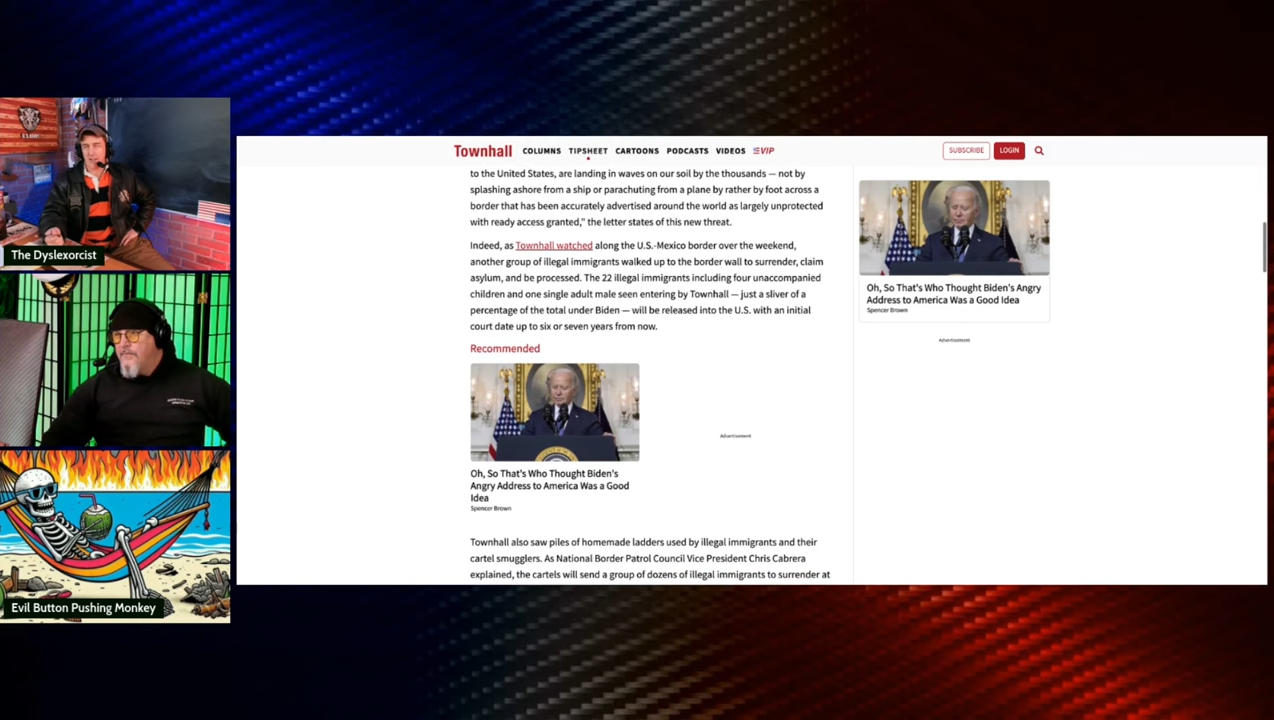 Townhall COLUMNS TIPSHEET CARTOONS PODCASTS VIDEOS VIP SUBSCRIBE LOGIN
to the United States, are landing in waves on our soil by the thousands — not by
splashing ashore from a ship or parachuting from a plane by rather by foot across a
border that has been accurately advertised around the world as largely unprotected
with ready access granted," the letter states of this new threat.
Indeed, as Townhall watched along the U.S.-Mexico border over the weekend,
another group of illegal immigrants walked up to the border wall to surrender, claim
asylum, and be processed. The 22 illegal immigrants including four unaccompanied
children and one single adult male seen entering by Townhall — just a sliver of a
percentage of the total under Biden — will be released into the U.S. with an initial
court date up to six or seven years from now.
Recommended
Oh, So That's Who Thought Biden's
Angry Address to America Was a Good
Idea
Spencer Brown
Advertisement
Townhall also saw piles of homemade ladders used by illegal immigrants and their
cartel smugglers. As National Border Patrol Council Vice President Chris Cabrera
explained, the cartels will send a group of dozens of illegal immigrants to surrender at
Oh, So That's Who Thought Biden's Angry
Address to America Was a Good Idea
Spencer Brown
Advertisement
The Dyslexorcist
Evil Button Pushing Monkey